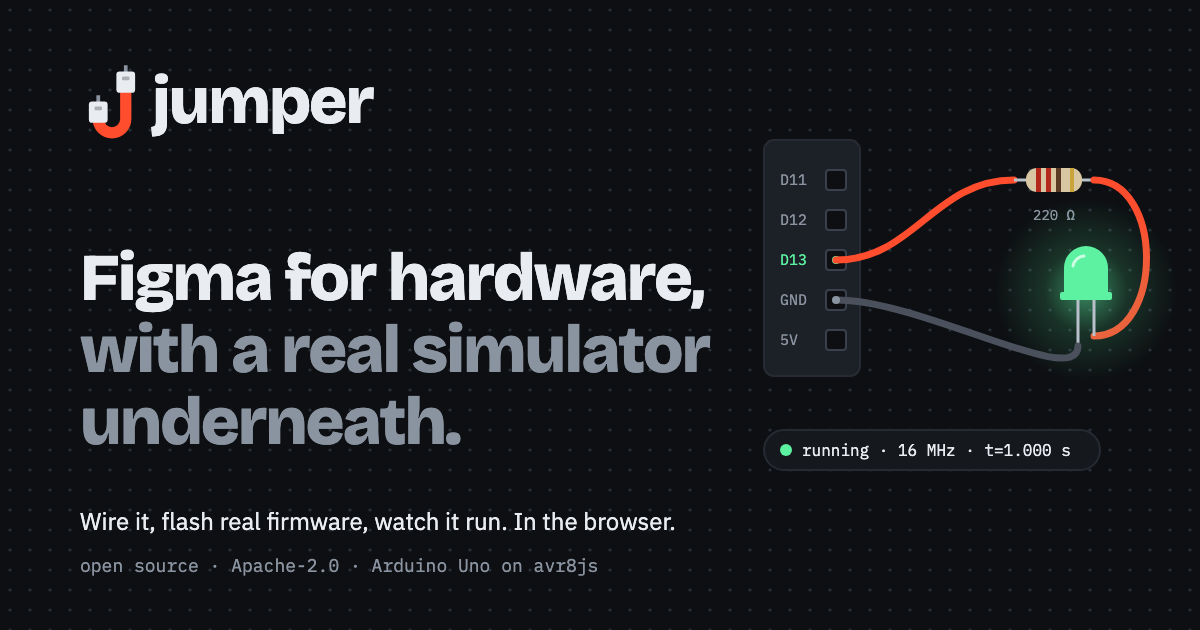 jumper
Figma for hardware,
with a real simulator
underneath.
Wire it, flash real firmware, watch it run. In the browser.
open source · Apache-2.0 · Arduino Uno on avr8js
D11
D12
D13
GND
5V
220 Ω
running · 16 MHz · t=1.000 s